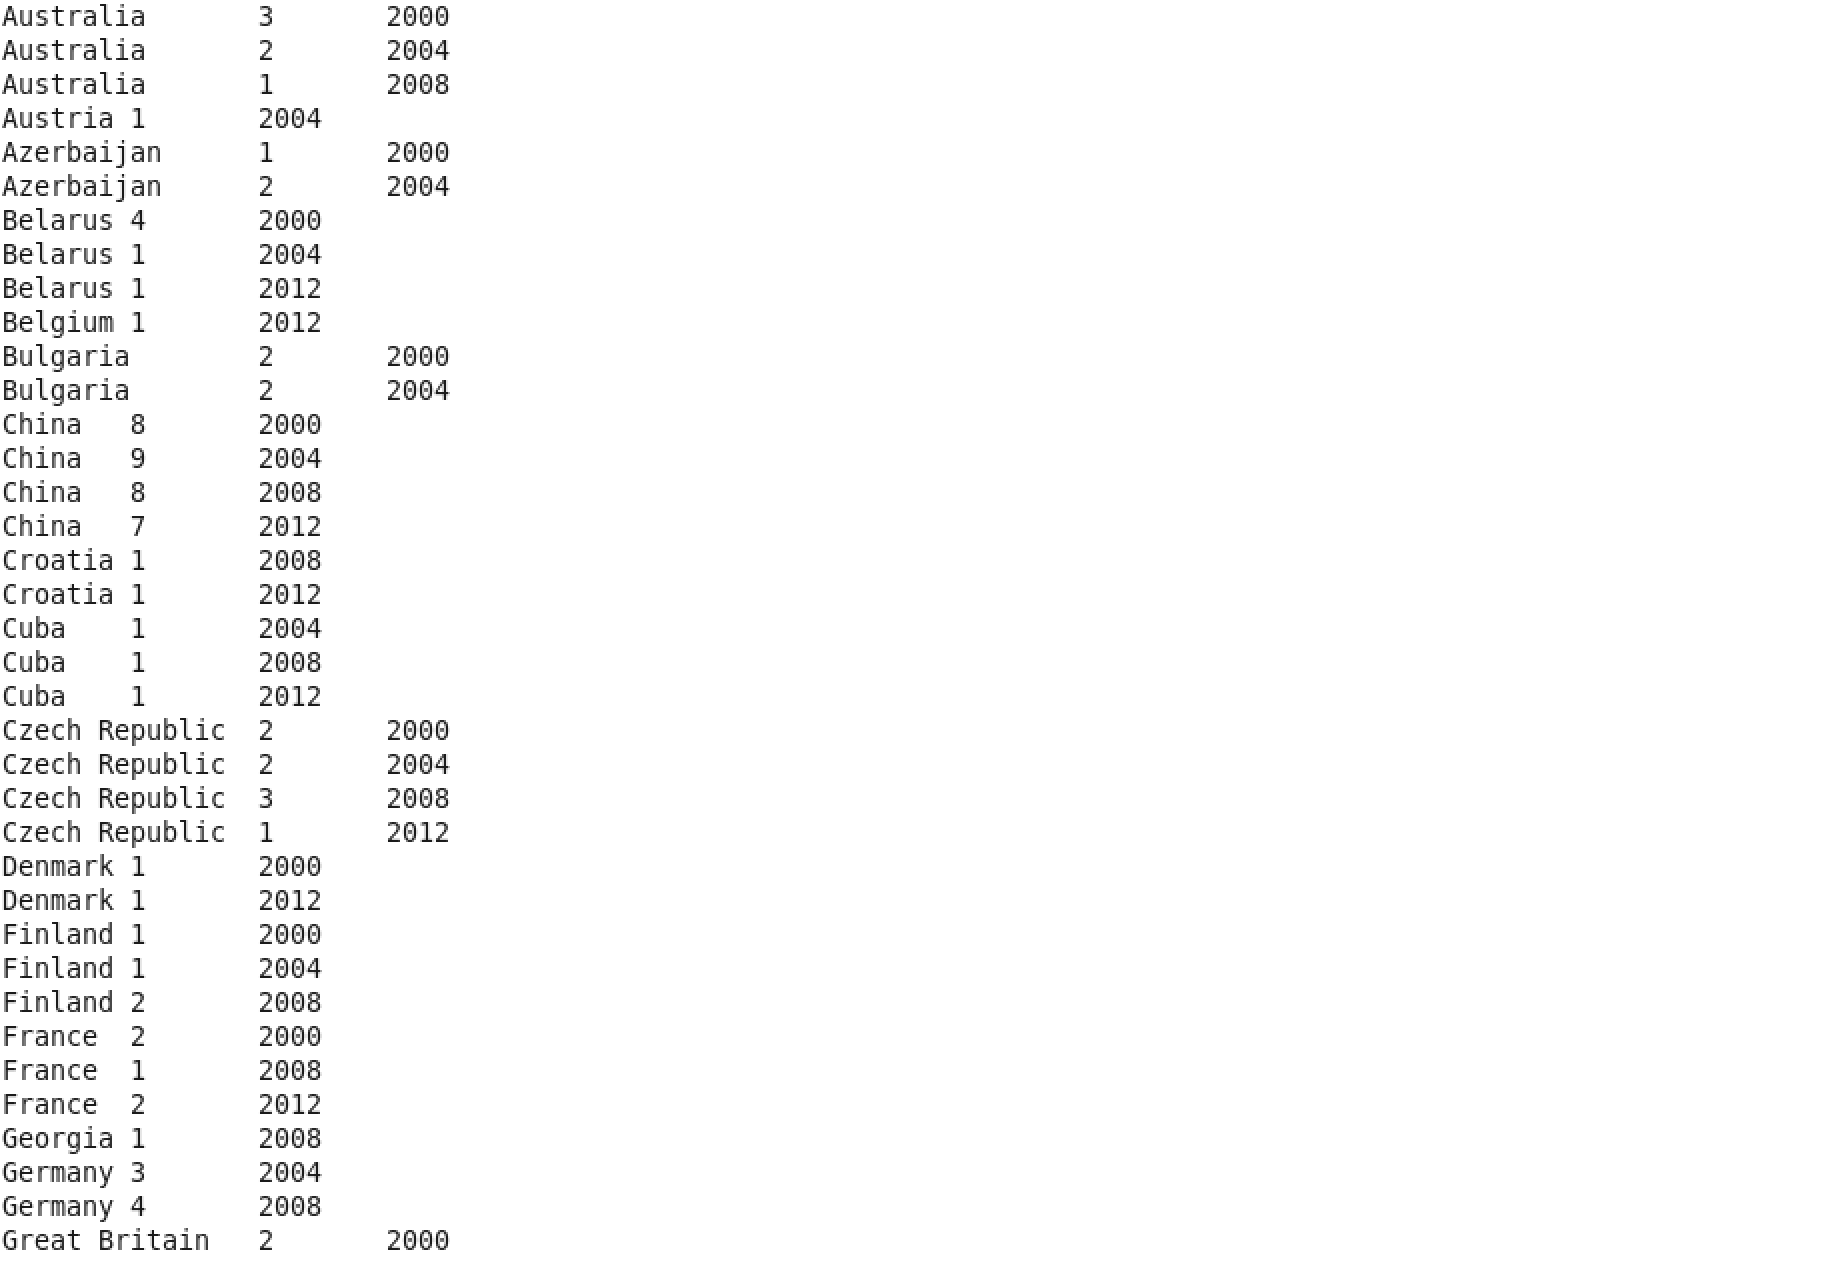 Australia	3	2000
Australia	2	2004
Australia	1	2008
Austria	1	2004
Azerbaijan	1	2000
Azerbaijan	2	2004
Belarus	4	2000
Belarus	1	2004
Belarus	1	2012
Belgium	1	2012
Bulgaria	2	2000
Bulgaria	2	2004
China	8	2000
China	9	2004
China	8	2008
China	7	2012
Croatia	1	2008
Croatia	1	2012
Cuba	1	2004
Cuba	1	2008
Cuba	1	2012
Czech Republic	2	2000
Czech Republic	2	2004
Czech Republic	3	2008
Czech Republic	1	2012
Denmark	1	2000
Denmark	1	2012
Finland	1	2000
Finland	1	2004
Finland	2	2008
France	2	2000
France	1	2008
France	2	2012
Georgia	1	2008
Germany	3	2004
Germany	4	2008
Great Britain	2	2000